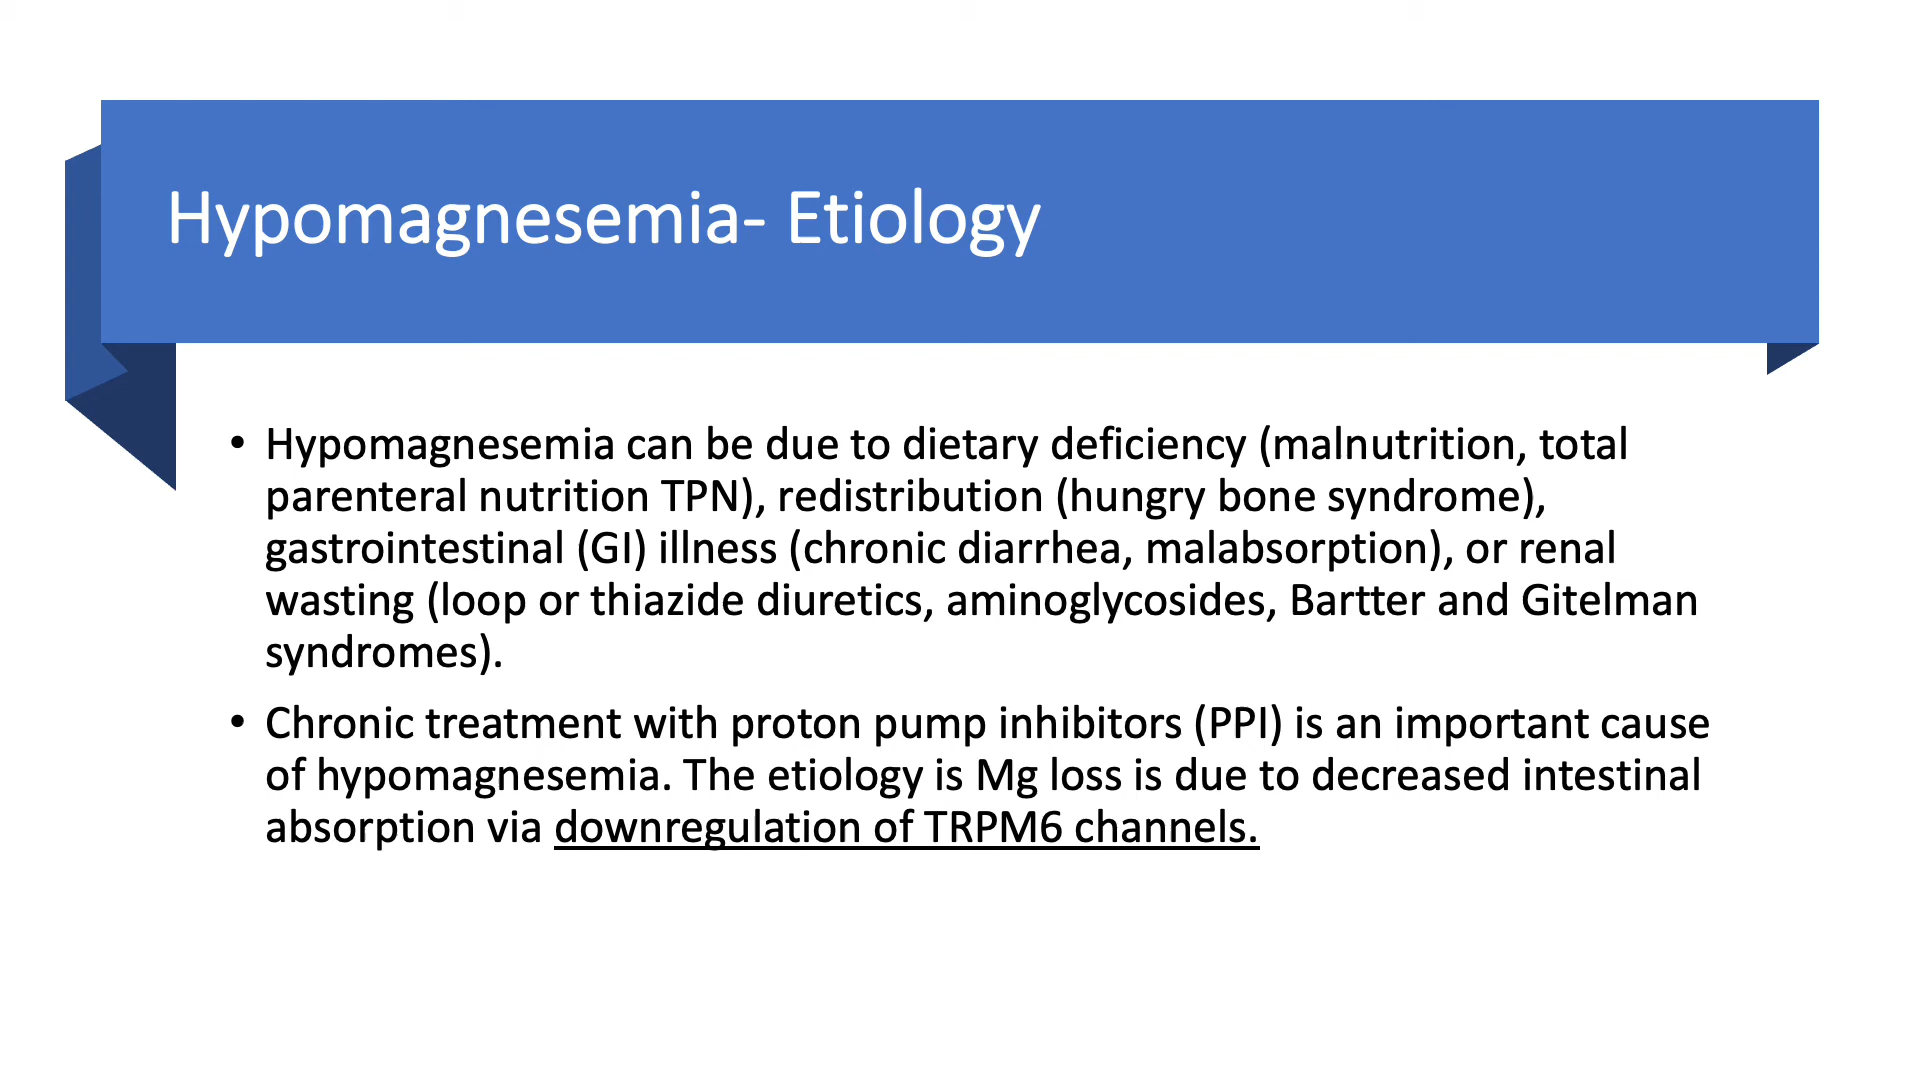 Hypomagnesemia- Etiology
• Hypomagnesemia can be due to dietary deficiency (malnutrition, total
parenteral nutrition TPN), redistribution (hungry bone syndrome),
gastrointestinal (GI) illness (chronic diarrhea, malabsorption), or renal
wasting (loop or thiazide diuretics, aminoglycosides, Bartter and Gitelman
syndromes).
• Chronic treatment with proton pump inhibitors (PPI) is an important cause
of hypomagnesemia. The etiology is Mg loss is due to decreased intestinal
absorption via downregulation of TRPM6 channels.